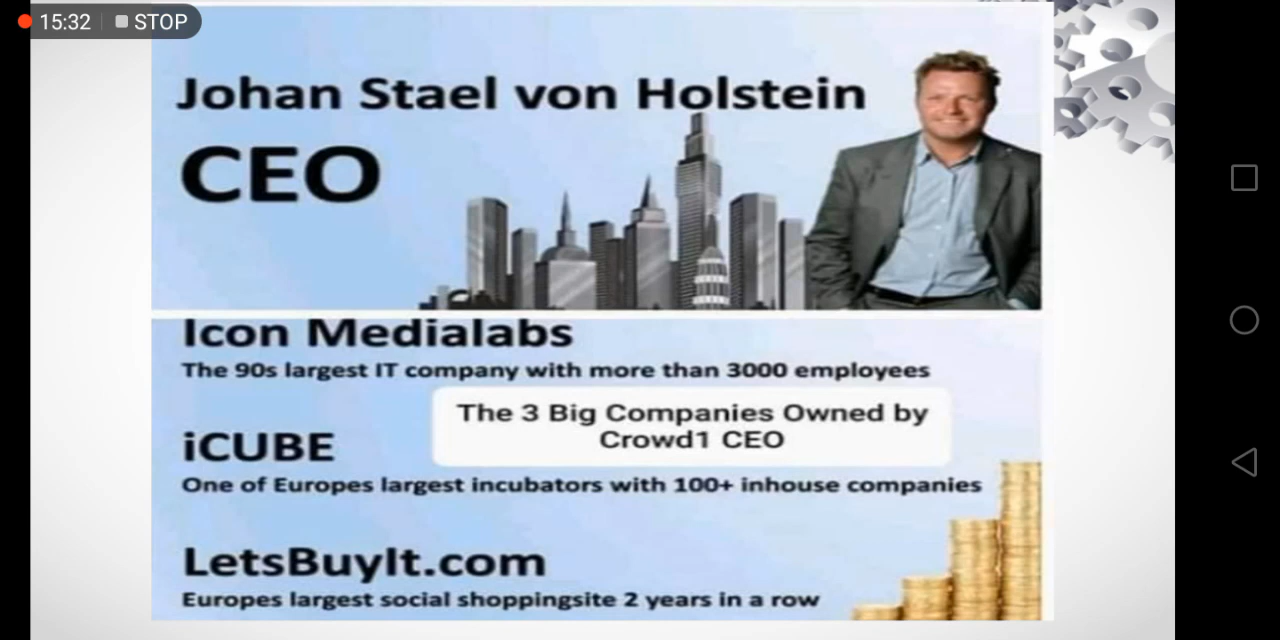 15:32 STOP
Johan Stael von Holstein
CEO
Icon Medialabs
The 90s largest IT company with more than 3000 employees
The 3 Big Companies Owned by
Crowd1 CEO
iCUBE
One of Europes largest incubators with 100+ inhouse companies
LetsBuyIt.com
Europes largest social shoppingsite 2 years in a row